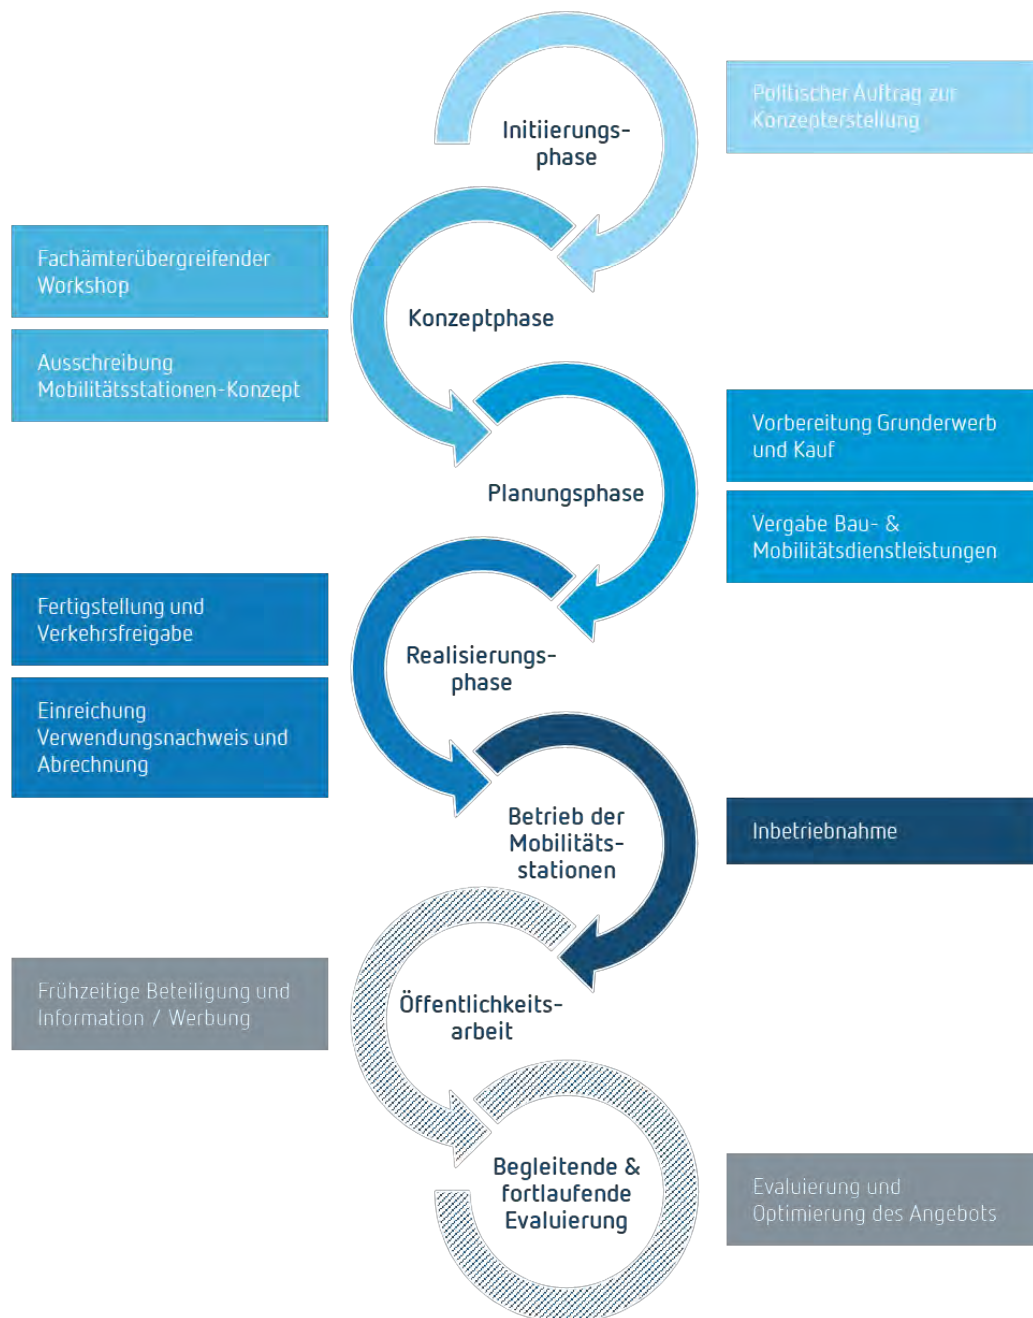 Initiierungs-
phase
Politischer Auftrag zur
Konzepterstellung
Fachämterübergreifender
Workshop
Ausschreibung
Mobilitätsstationen-Konzept
Konzeptphase
Planungsphase
Vorbereitung Grunderwerb
und Kauf
Vergabe Bau- &
Mobilitätsdienstleistungen
Fertigstellung und
Verkehrsfreigabe
Einreichung
Verwendungsnachweis und
Abrechnung
Realisierungs-
phase
Betrieb der
Mobilitäts-
stationen
Inbetriebnahme
Frühzeitige Beteiligung und
Information / Werbung
Öffentlichkeits-
arbeit
Begleitende &
fortlaufende
Evaluierung
Evaluierung und
Optimierung des Angebots